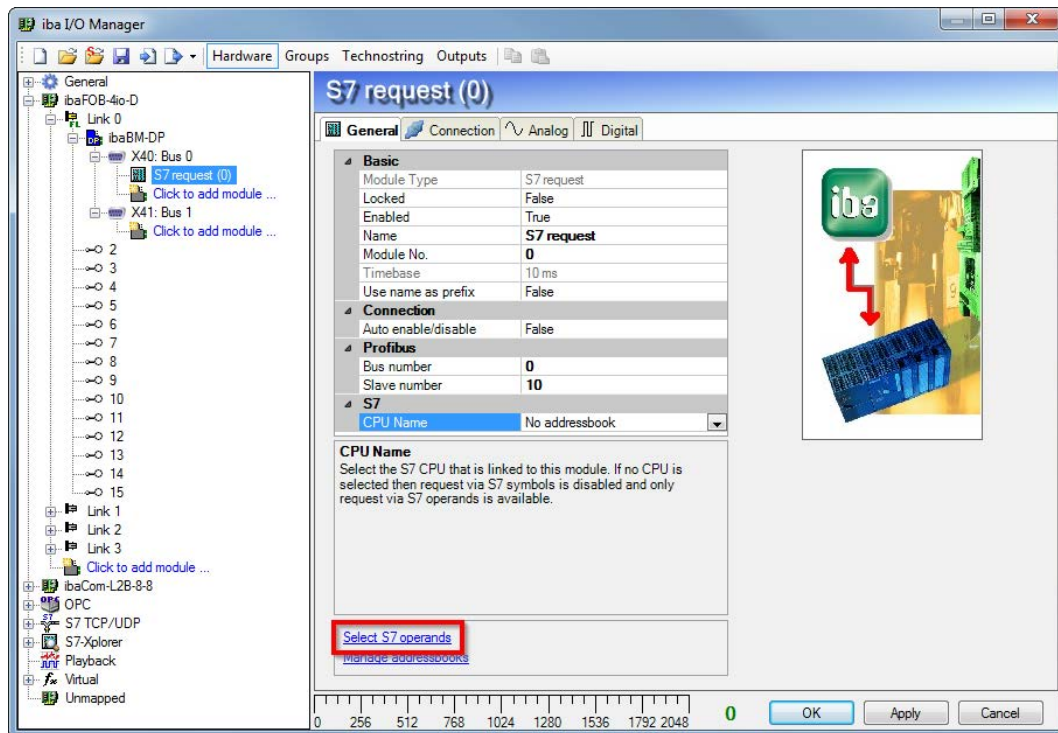 iba I/O Manager
Hardware Groups Technostring Outputs
General
ibaFOB-4io-D
Link 0
ibaBM-DP
X40: Bus 0
S7 request (0)
Click to add module ...
X41: Bus 1
Click to add module ...
2
3
4
5
6
7
8
9
10
11
12
13
14
15
Link 1
Link 2
Link 3
Click to add module ...
ibaCom-L2B-8-8
OPC
S7 TCP/UDP
S7-Xplorer
Playback
Virtual
Unmapped
S7 request (0)
General Connection Analog Digital
Basic
Module Type S7 request
Locked False
Enabled True
Name S7 request
Module No. 0
Timebase 10 ms
Use name as prefix False
Connection
Auto enable/disable False
Profibus
Bus number 0
Slave number 10
S7
CPU Name No addressbook
CPU Name
Select the S7 CPU that is linked to this module. If no CPU is
selected then request via S7 symbols is disabled and only
request via S7 operands is available.
Select S7 operands
Manage addressbooks
iba
0 256 512 768 1024 1280 1536 1792 2048
0
OK Apply Cancel